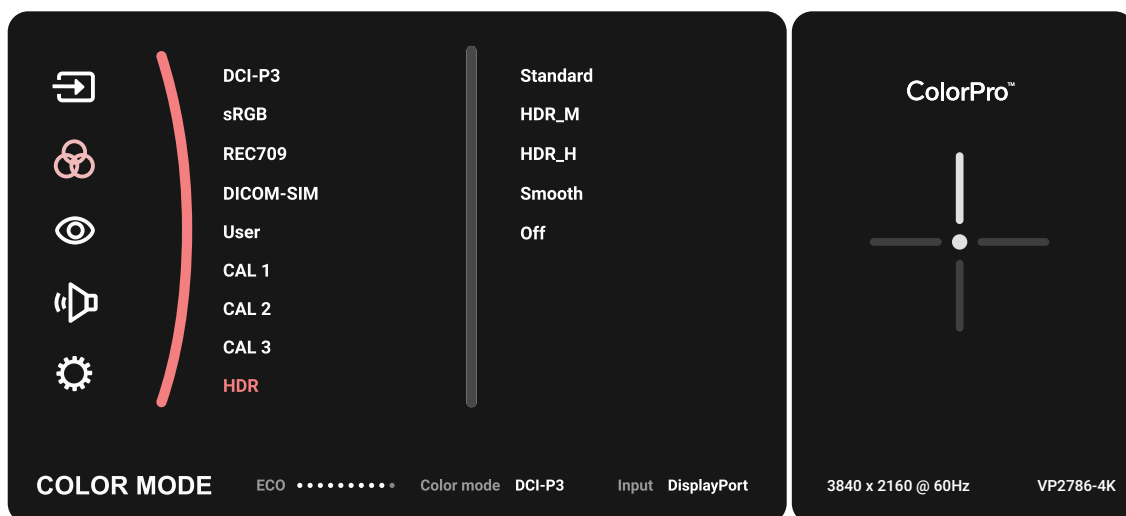 DCI-P3
sRGB
REC709
DICOM-SIM
User
CAL 1
CAL 2
CAL 3
HDR
Standard
HDR_M
HDR_H
Smooth
Off
COLOR MODE
ECO
Color mode DCI-P3
Input DisplayPort
ColorPro™
3840 x 2160 @ 60Hz
VP2786-4K